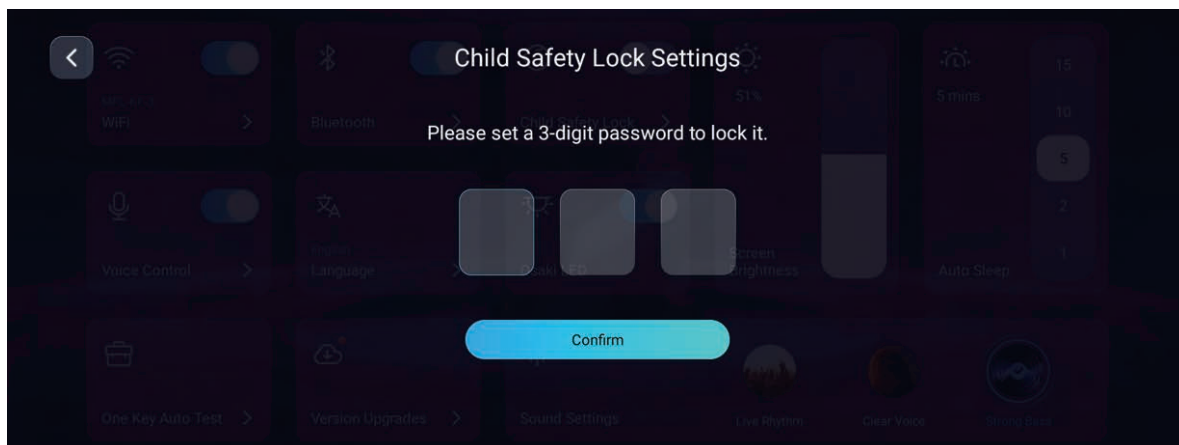 Child Safety Lock Settings
Please set a 3-digit password to lock it.
Confirm
WiFi
Bluetooth
Child Safety Lock
51%
5 mins
15
10
5
2
1
Voice Control
English
Language
Osaki LED
Screen
Brightness
Auto Sleep
One Key Auto Test
Version Upgrades
Sound Settings
Live Rhythm
Clear Voice
Strong Bass